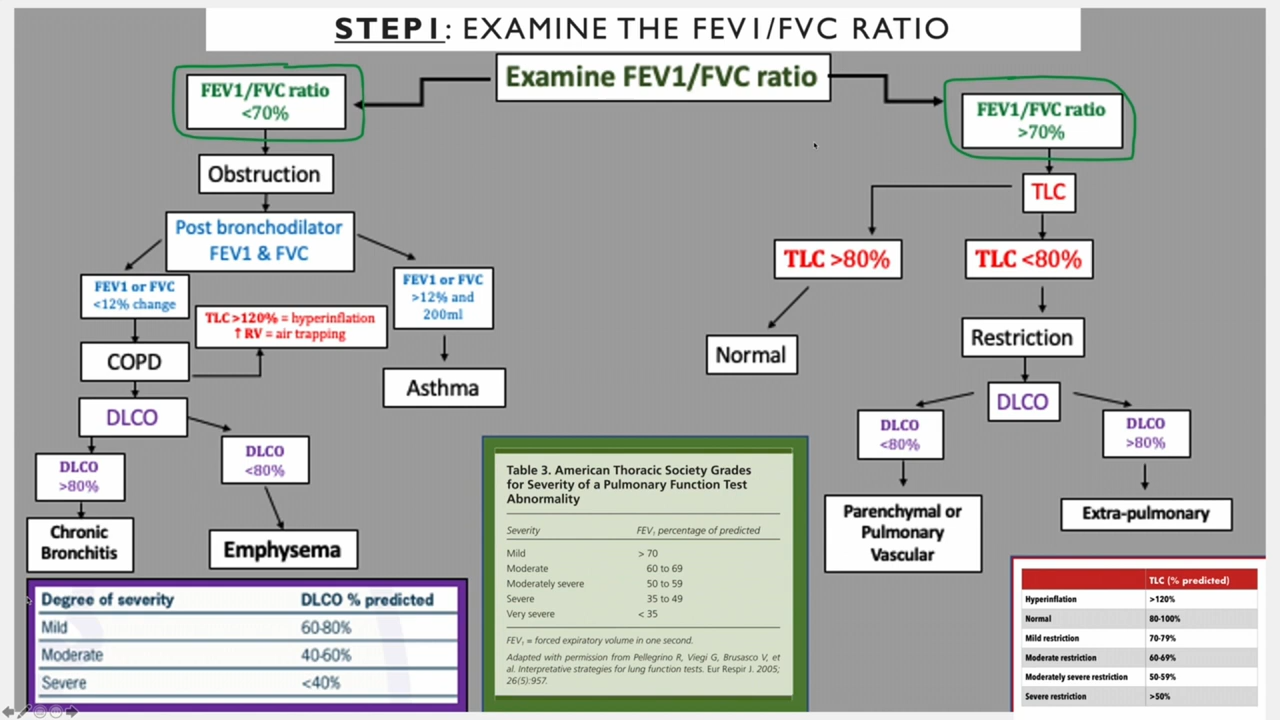 STEP1: EXAMINE THE FEV1/FVC RATIO
Examine FEV1/FVC ratio
FEV1/FVC ratio
<70%
Obstruction
Post bronchodilator
FEV1 & FVC
FEV1 or FVC
<12% change
FEV1 or FVC
>12% and
200ml
TLC >120% = hyperinflation
↑ RV = air trapping
COPD
Asthma
DLCO
DLCO
>80%
DLCO
<80%
Chronic
Bronchitis
Emphysema
FEV1/FVC ratio
>70%
TLC
TLC >80%
TLC <80%
Normal
Restriction
DLCO
DLCO
<80%
DLCO
>80%
Parenchymal or
Pulmonary
Vascular
Extra-pulmonary
Degree of severity DLCO % predicted
Mild 60-80%
Moderate 40-60%
Severe <40%
Table 3. American Thoracic Society Grades
for Severity of a Pulmonary Function Test
Abnormality
Severity FEV1 percentage of predicted
Mild > 70
Moderate 60 to 69
Moderately severe 50 to 59
Severe 35 to 49
Very severe < 35
FEV1 = forced expiratory volume in one second.
Adapted with permission from Pellegrino R, Viegi G, Brusasco V, et
al. Interpretative strategies for lung function tests. Eur Respir J. 2005;
26(5):957.
TLC (% predicted)
Hyperinflation >120%
Normal 80-100%
Mild restriction 70-79%
Moderate restriction 60-69%
Moderately severe restriction 50-59%
Severe restriction >50%